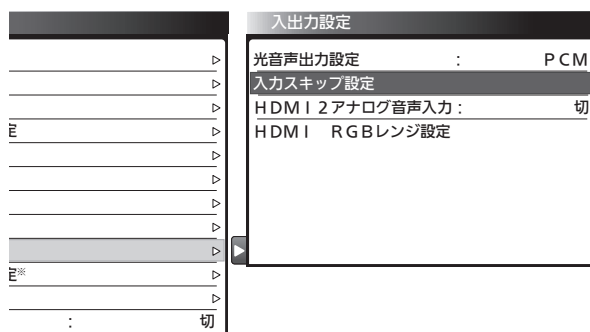 入出力設定
光音声出力設定 : PCM
入力スキップ設定
HDMI2アナログ音声入力: 切
HDMI RGBレンジ設定
定
定※
: 切